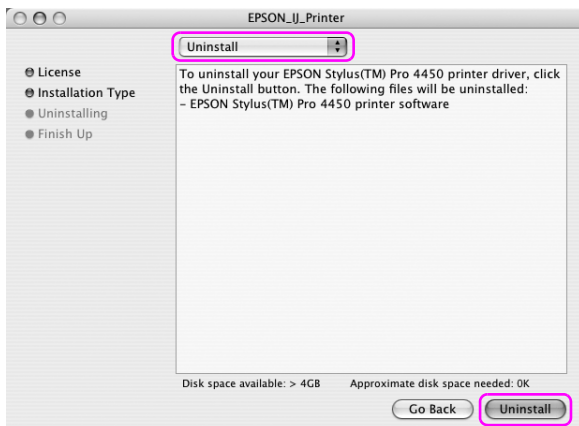 EPSON_IJ_Printer
Uninstall
License
Installation Type
Uninstalling
Finish Up
To uninstall your EPSON Stylus(TM) Pro 4450 printer driver, click
the Uninstall button. The following files will be uninstalled:
– EPSON Stylus(TM) Pro 4450 printer software
Disk space available: > 4GB Approximate disk space needed: 0K
Go Back Uninstall